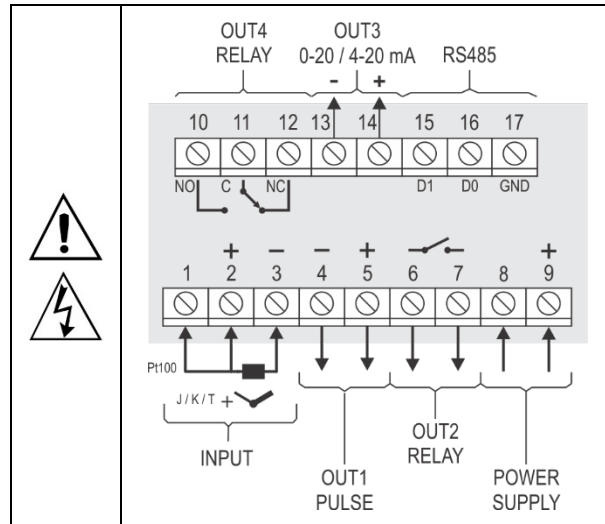 OUT4 OUT3
RELAY 0-20 / 4-20 mA RS485
- +
10 11 12 13 14 15 16 17
NO C NC D1 D0 GND
+ − − + +
1 2 3 4 5 6 7 8 9
Pt100
J / K / T +
INPUT
OUT1 PULSE
OUT2 RELAY
POWER SUPPLY